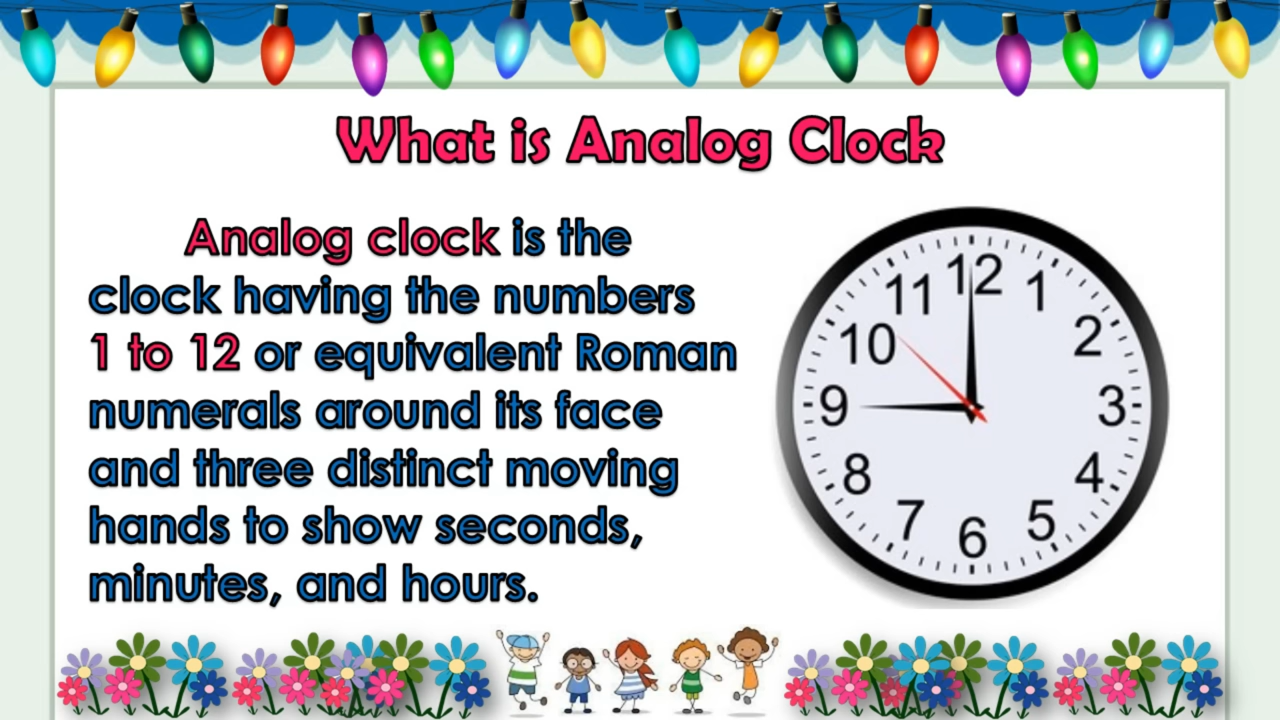 What is Analog Clock
Analog clock is the
clock having the numbers
1 to 12 or equivalent Roman
numerals around its face
and three distinct moving
hands to show seconds,
minutes, and hours.
12
1
2
3
4
5
6
7
8
9
10
11